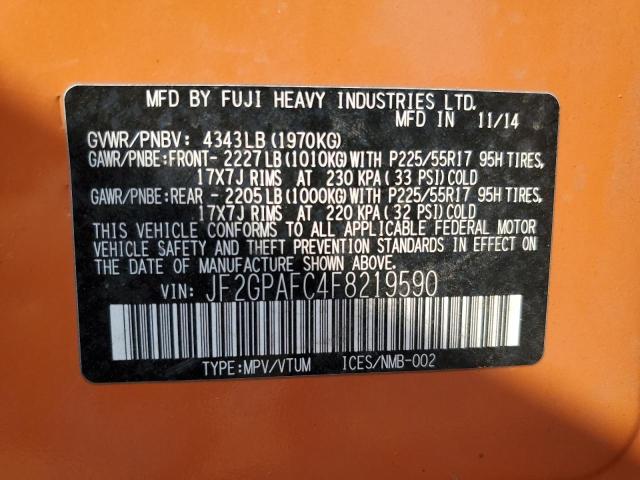 MFD BY FUJI HEAVY INDUSTRIES LTD.
MFD IN 11/14
GVWR/PNBV: 4343LB(1970KG)
GAWR/PNBE:FRONT- 2227LB(1010KG)WITH P225/55R17 95H TIRES,
17X7J RIMS AT 230 KPA(33 PSI)COLD
GAWR/PNBE:REAR - 2205LB(1000KG)WITH P225/55R17 95H TIRES,
17X7J RIMS AT 220 KPA(32 PSI)COLD
THIS VEHICLE CONFORMS TO ALL APPLICABLE FEDERAL MOTOR
VEHICLE SAFETY AND THEFT PREVENTION STANDARDS IN EFFECT ON
THE DATE OF MANUFACTURE SHOWN ABOVE.
VIN: JF2GPAFC4F8219590
TYPE:MPV/VTUM ICES/NMB-002